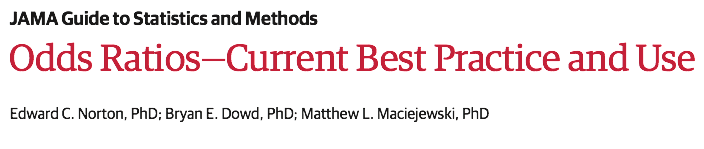 JAMA Guide to Statistics and Methods
Odds Ratios—Current Best Practice and Use
Edward C. Norton, PhD; Bryan E. Dowd, PhD; Matthew L. Maciejewski, PhD